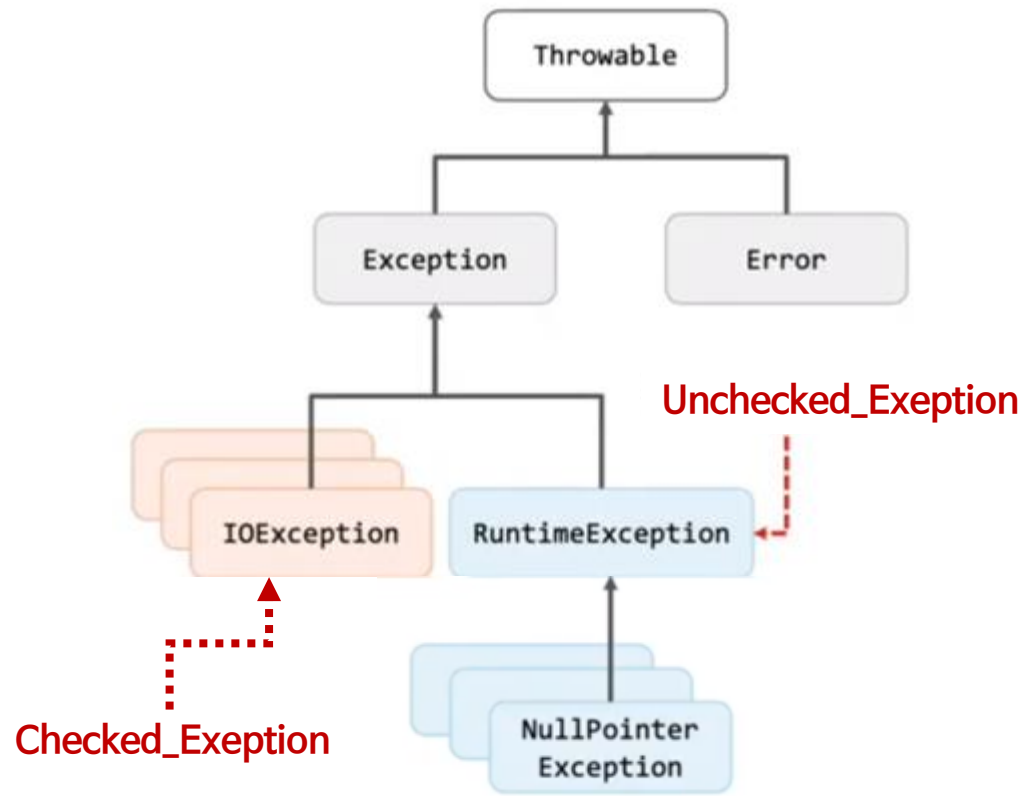 Throwable
Exception
Error
Unchecked_Exeption
IOException
RuntimeException
Checked_Exeption
NullPointer
Exception